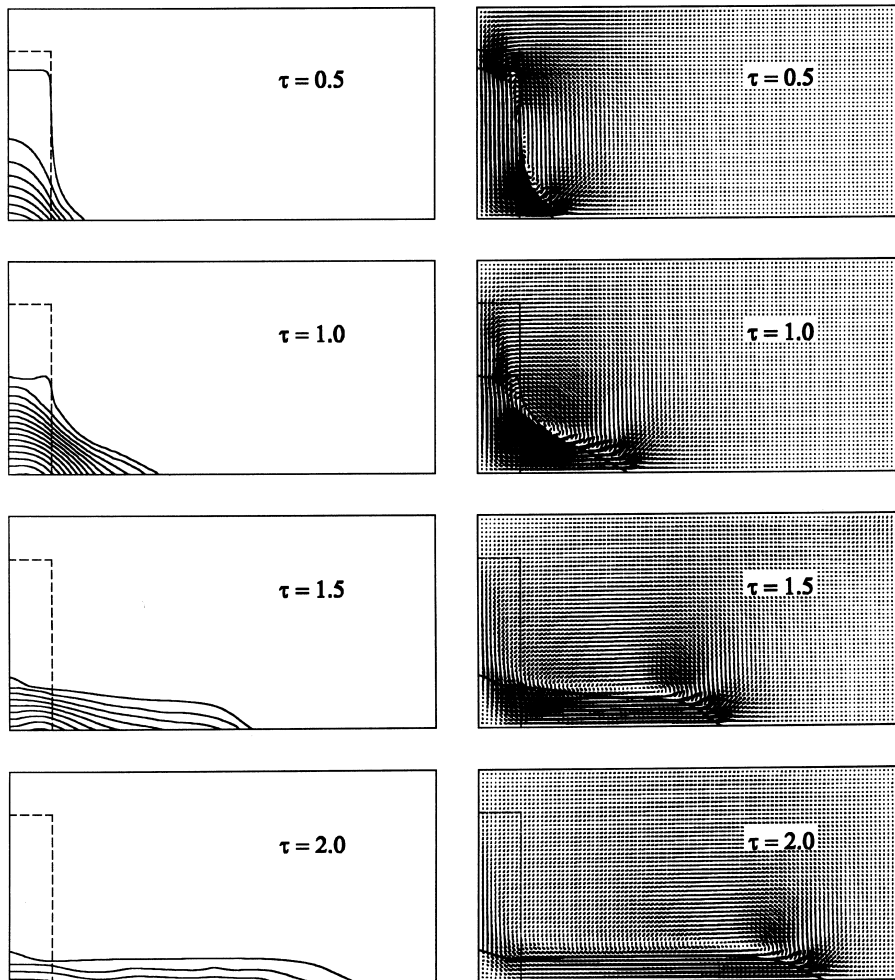 τ = 0.5
τ = 0.5
τ = 1.0
τ = 1.0
τ = 1.5
τ = 1.5
τ = 2.0
τ = 2.0